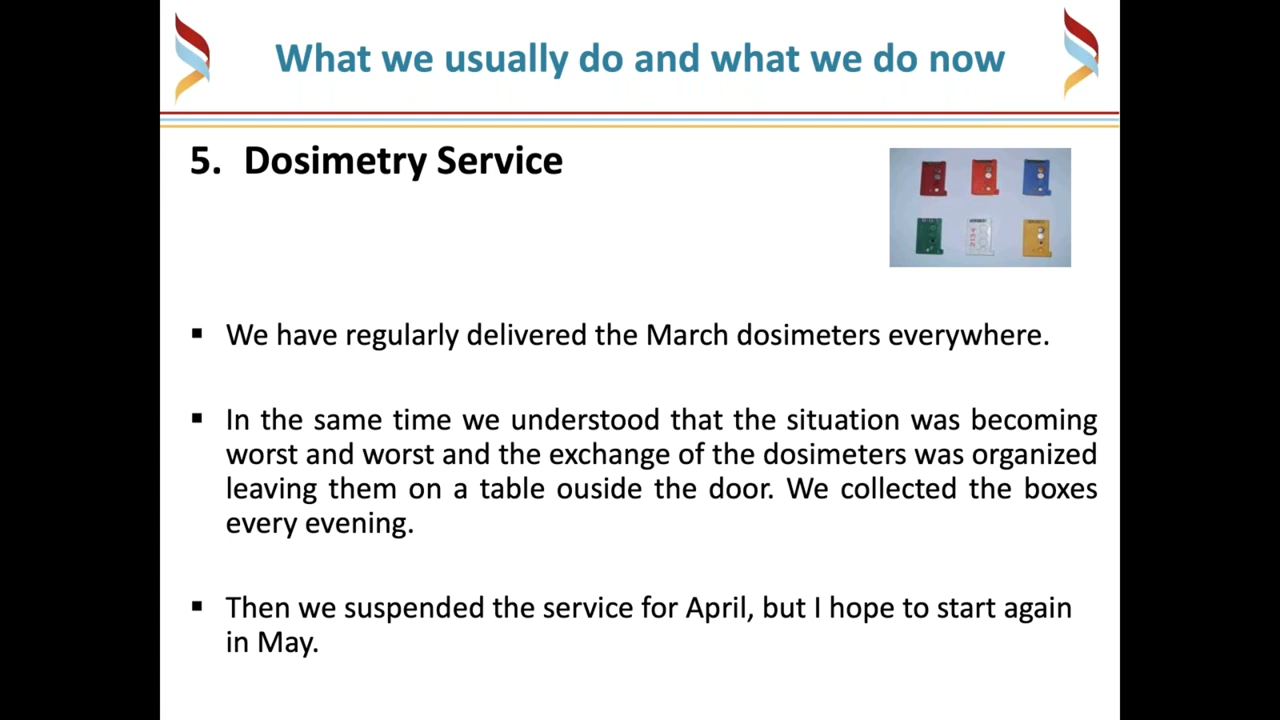 What we usually do and what we do now
5. Dosimetry Service
▪ We have regularly delivered the March dosimeters everywhere.
▪ In the same time we understood that the situation was becoming
worst and worst and the exchange of the dosimeters was organized
leaving them on a table ouside the door. We collected the boxes
every evening.
▪ Then we suspended the service for April, but I hope to start again
in May.